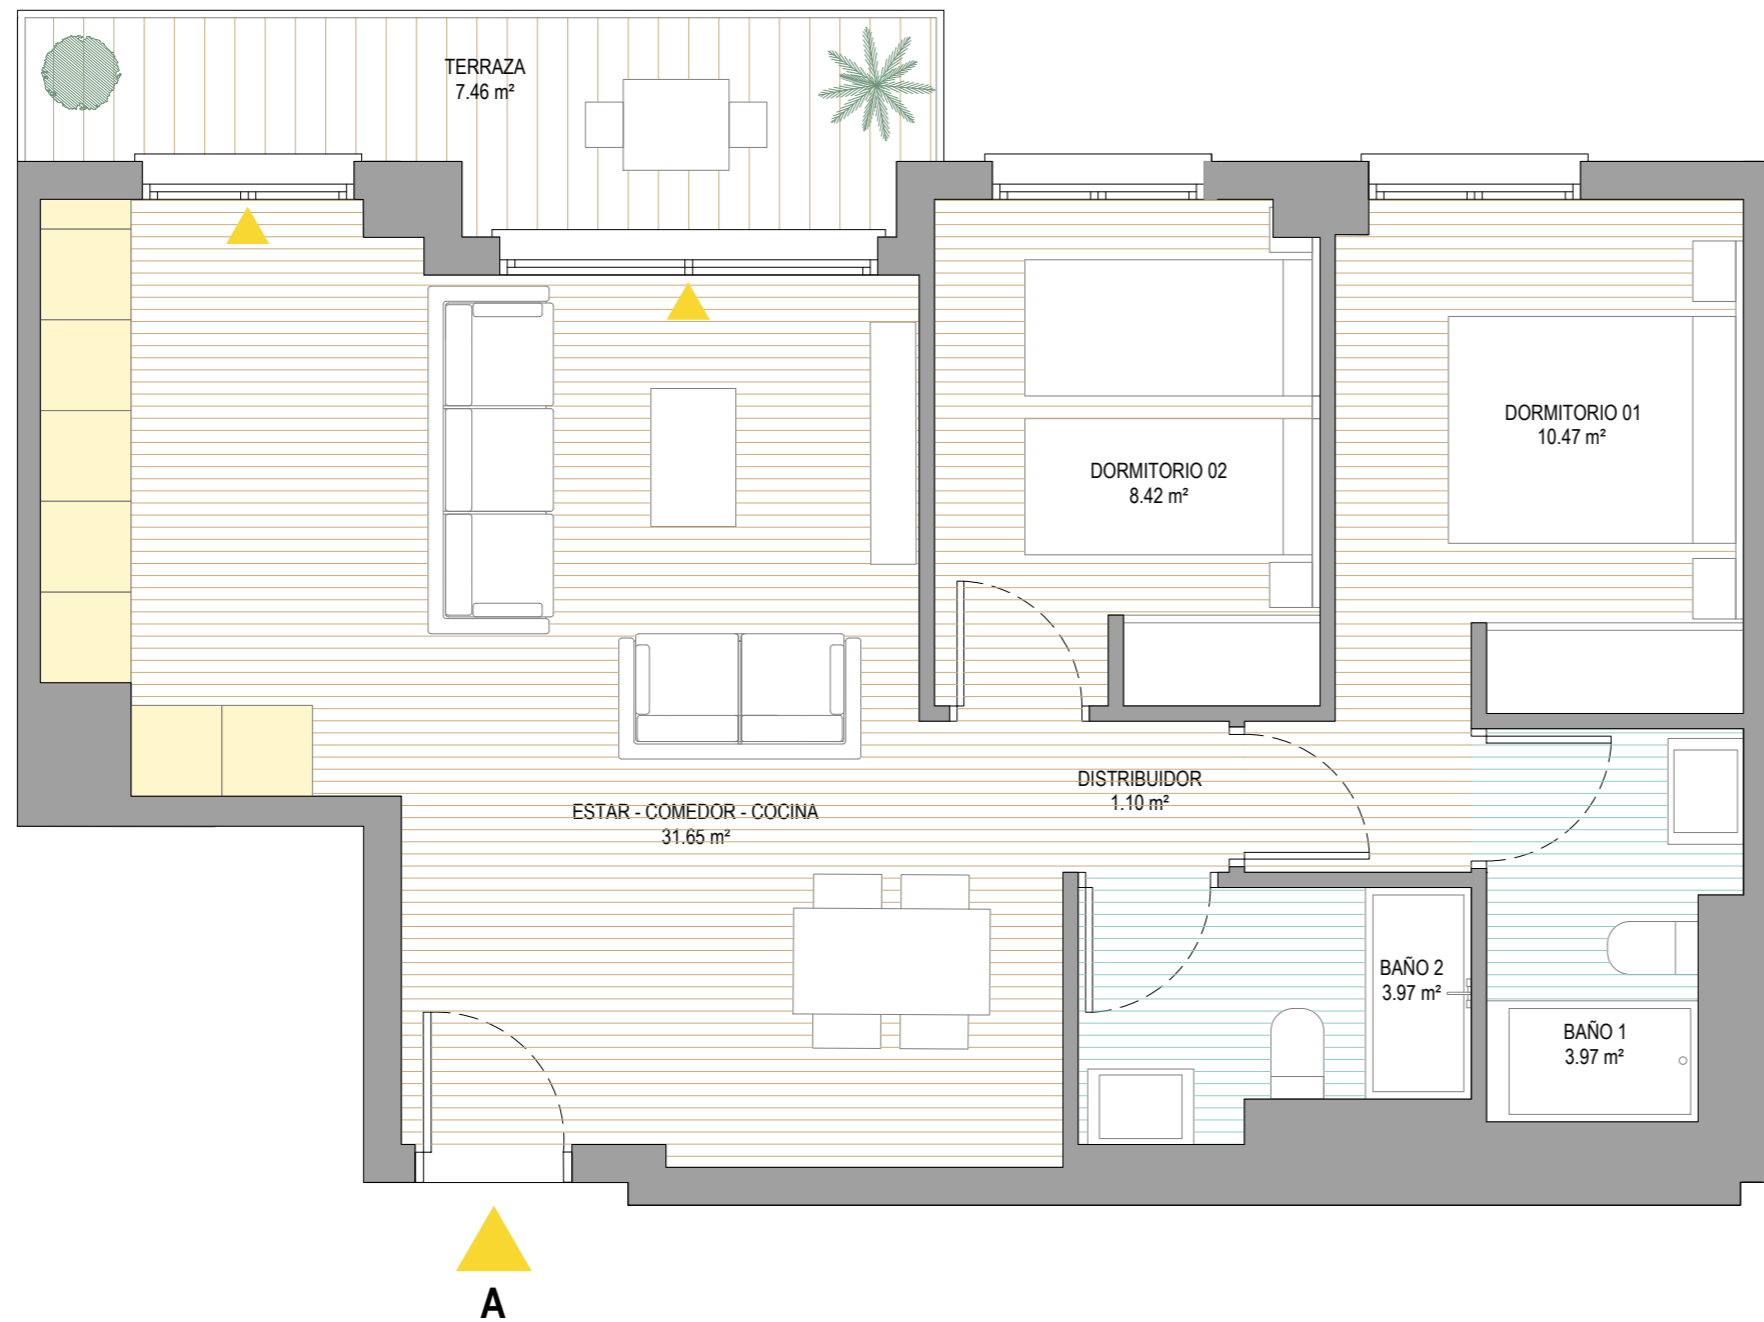 TERRAZA
7.46 m²
DORMITORIO 01
10.47 m²
DORMITORIO 02
8.42 m²
DISTRIBUIDOR
1.10 m²
ESTAR - COMEDOR - COCINA
31.65 m²
BAÑO 2
3.97 m²
BAÑO 1
3.97 m²
A